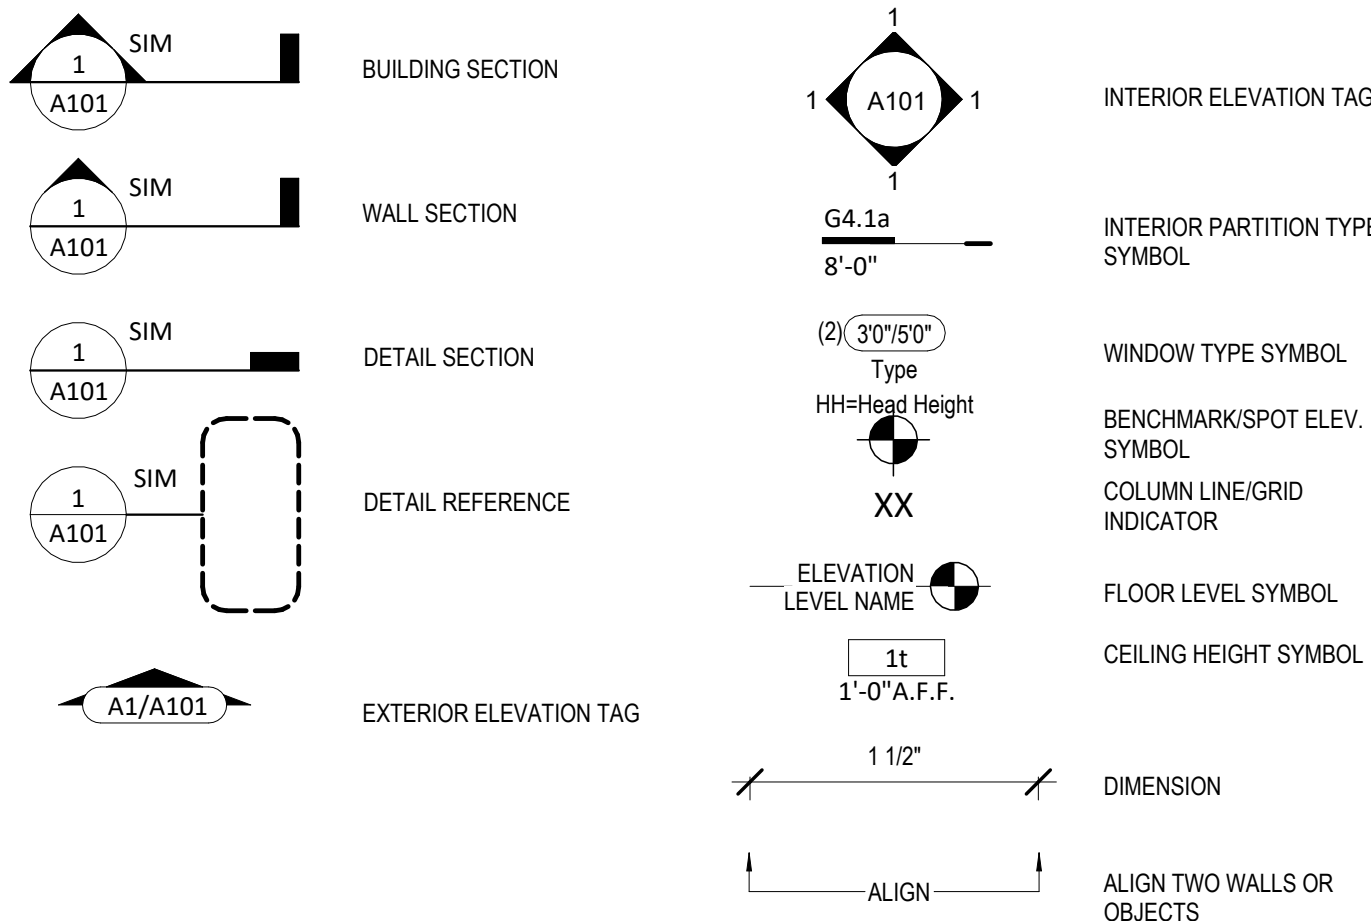 SIM
1
A101
BUILDING SECTION
SIM
1
A101
WALL SECTION
SIM
1
A101
DETAIL SECTION
SIM
1
A101
DETAIL REFERENCE
A1/A101
EXTERIOR ELEVATION TAG
1
1 A101 1
1
INTERIOR ELEVATION TAG
G4.1a
8'-0"
INTERIOR PARTITION TYPE
SYMBOL
(2) 3'0"/5'0"
Type
HH=Head Height
WINDOW TYPE SYMBOL
BENCHMARK/SPOT ELEV.
SYMBOL
XX
COLUMN LINE/GRID
INDICATOR
ELEVATION
LEVEL NAME
FLOOR LEVEL SYMBOL
1t
1'-0"A.F.F.
CEILING HEIGHT SYMBOL
1 1/2"
DIMENSION
ALIGN
ALIGN TWO WALLS OR
OBJECTS